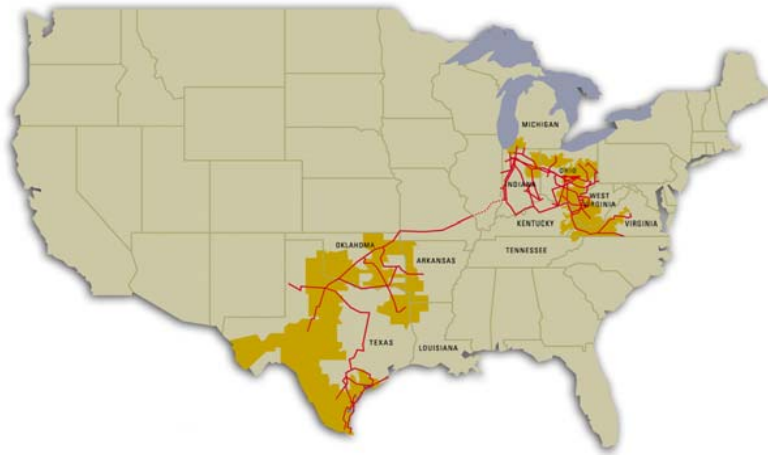 MICHIGAN
OHIO
INDIANA
WEST
VIRGINIA
KENTUCKY
VIRGINIA
TENNESSEE
OKLAHOMA
ARKANSAS
TEXAS
LOUISIANA